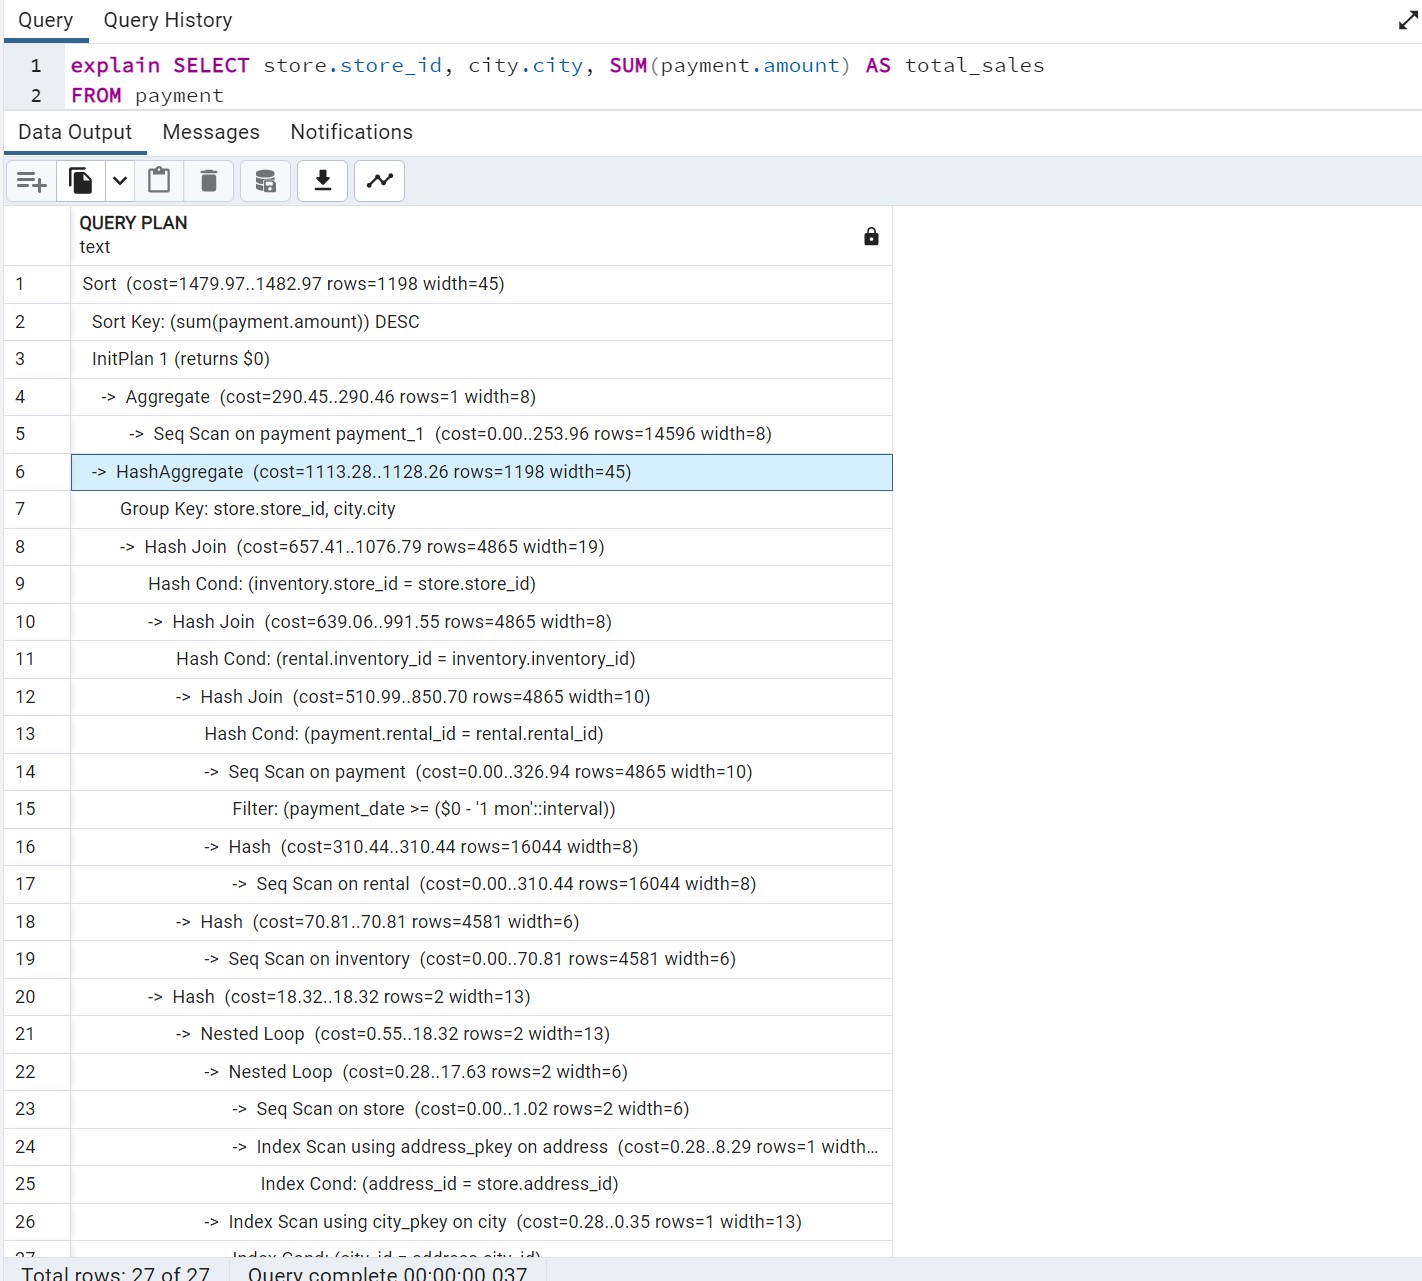 Query Query History
1 explain SELECT store.store_id, city.city, SUM(payment.amount) AS total_sales
2 FROM payment
Data Output Messages Notifications
QUERY PLAN
text
1 Sort (cost=1479.97..1482.97 rows=1198 width=45)
2 Sort Key: (sum(payment.amount)) DESC
3 InitPlan 1 (returns $0)
4 -> Aggregate (cost=290.45..290.46 rows=1 width=8)
5 -> Seq Scan on payment payment_1 (cost=0.00..253.96 rows=14596 width=8)
6 -> HashAggregate (cost=1113.28..1128.26 rows=1198 width=45)
7 Group Key: store.store_id, city.city
8 -> Hash Join (cost=657.41..1076.79 rows=4865 width=19)
9 Hash Cond: (inventory.store_id = store.store_id)
10 -> Hash Join (cost=639.06..991.55 rows=4865 width=8)
11 Hash Cond: (rental.inventory_id = inventory.inventory_id)
12 -> Hash Join (cost=510.99..850.70 rows=4865 width=10)
13 Hash Cond: (payment.rental_id = rental.rental_id)
14 -> Seq Scan on payment (cost=0.00..326.94 rows=4865 width=10)
15 Filter: (payment_date >= ($0 - '1 mon'::interval))
16 -> Hash (cost=310.44..310.44 rows=16044 width=8)
17 -> Seq Scan on rental (cost=0.00..310.44 rows=16044 width=8)
18 -> Hash (cost=70.81..70.81 rows=4581 width=6)
19 -> Seq Scan on inventory (cost=0.00..70.81 rows=4581 width=6)
20 -> Hash (cost=18.32..18.32 rows=2 width=13)
21 -> Nested Loop (cost=0.55..18.32 rows=2 width=13)
22 -> Nested Loop (cost=0.28..17.63 rows=2 width=6)
23 -> Seq Scan on store (cost=0.00..1.02 rows=2 width=6)
24 -> Index Scan using address_pkey on address (cost=0.28..8.29 rows=1 width...
25 Index Cond: (address_id = store.address_id)
26 -> Index Scan using city_pkey on city (cost=0.28..0.35 rows=1 width=13)
27 Index Cond: (city_id = address.city_id)
Total rows: 27 of 27 Query complete 00:00:00.037